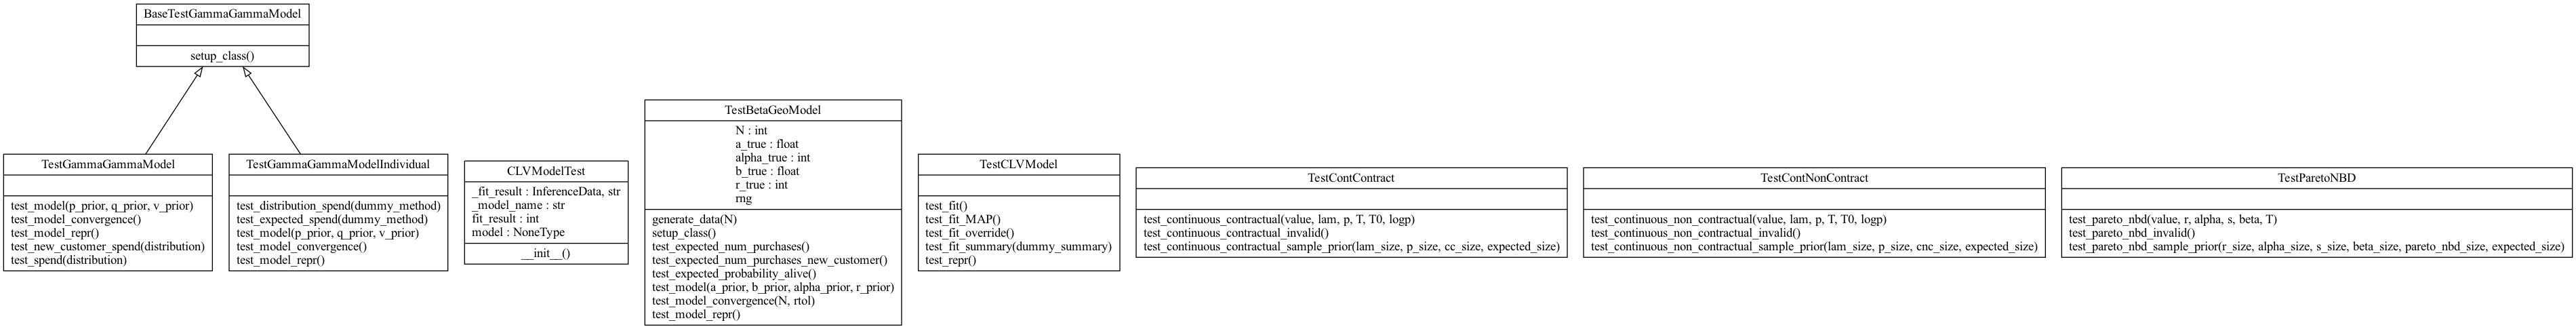 BaseTestGammaGammaModel
setup_class()
TestGammaGammaModel
test_model(p_prior, q_prior, v_prior)
test_model_convergence()
test_model_repr()
test_new_customer_spend(distribution)
test_spend(distribution)
TestGammaGammaModelIndividual
test_distribution_spend(dummy_method)
test_expected_spend(dummy_method)
test_model(p_prior, q_prior, v_prior)
test_model_convergence()
test_model_repr()
CLVModelTest
_fit_result : InferenceData, str
_model_name : str
fit_result : int
model : NoneType
__init__()
TestBetaGeoModel
N : int
a_true : float
alpha_true : int
b_true : float
r_true : int
rng
generate_data(N)
setup_class()
test_expected_num_purchases()
test_expected_num_purchases_new_customer()
test_expected_probability_alive()
test_model(a_prior, b_prior, alpha_prior, r_prior)
test_model_convergence(N, rtol)
test_model_repr()
TestCLVModel
test_fit()
test_fit_MAP()
test_fit_override()
test_fit_summary(dummy_summary)
test_repr()
TestContContract
test_continuous_contractual(value, lam, p, T, T0, logp)
test_continuous_contractual_invalid()
test_continuous_contractual_sample_prior(lam_size, p_size, cc_size, expected_size)
TestContNonContract
test_continuous_non_contractual(value, lam, p, T, T0, logp)
test_continuous_non_contractual_invalid()
test_continuous_non_contractual_sample_prior(lam_size, p_size, cnc_size, expected_size)
TestParetoNBD
test_pareto_nbd(value, r, alpha, s, beta, T)
test_pareto_nbd_invalid()
test_pareto_nbd_sample_prior(r_size, alpha_size, s_size, beta_size, pareto_nbd_size, expected_size)